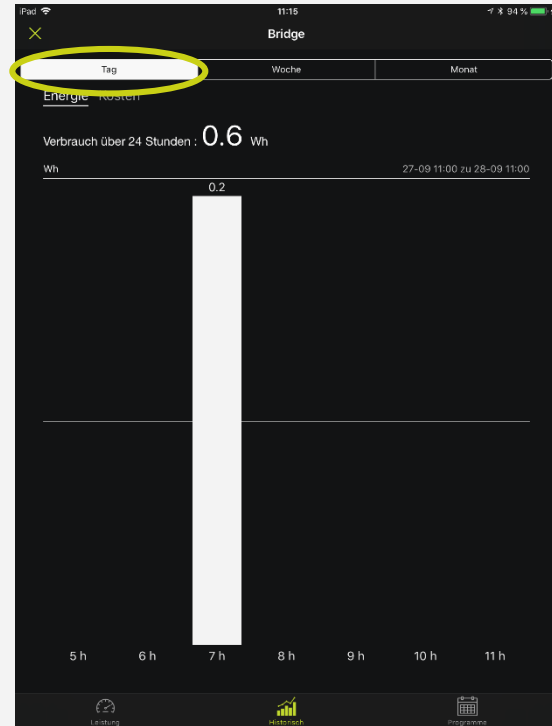 iPad 11:15 94 %
Bridge
Tag Woche Monat
Energie Kosten
Verbrauch über 24 Stunden : 0.6 Wh
Wh 27-09 11:00 zu 28-09 11:00
0.2
5 h 6 h 7 h 8 h 9 h 10 h 11 h
Leistung Historisch Programme